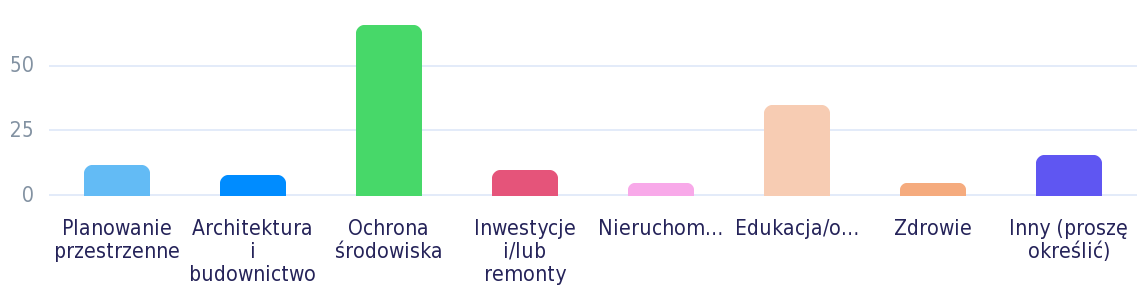 50
25
0
Planowanie
przestrzenne
Architektura
i
budownictwo
Ochrona
środowiska
Inwestycje
i/lub
remonty
Nieruchom...
Edukacja/o...
Zdrowie
Inny (proszę
określić)